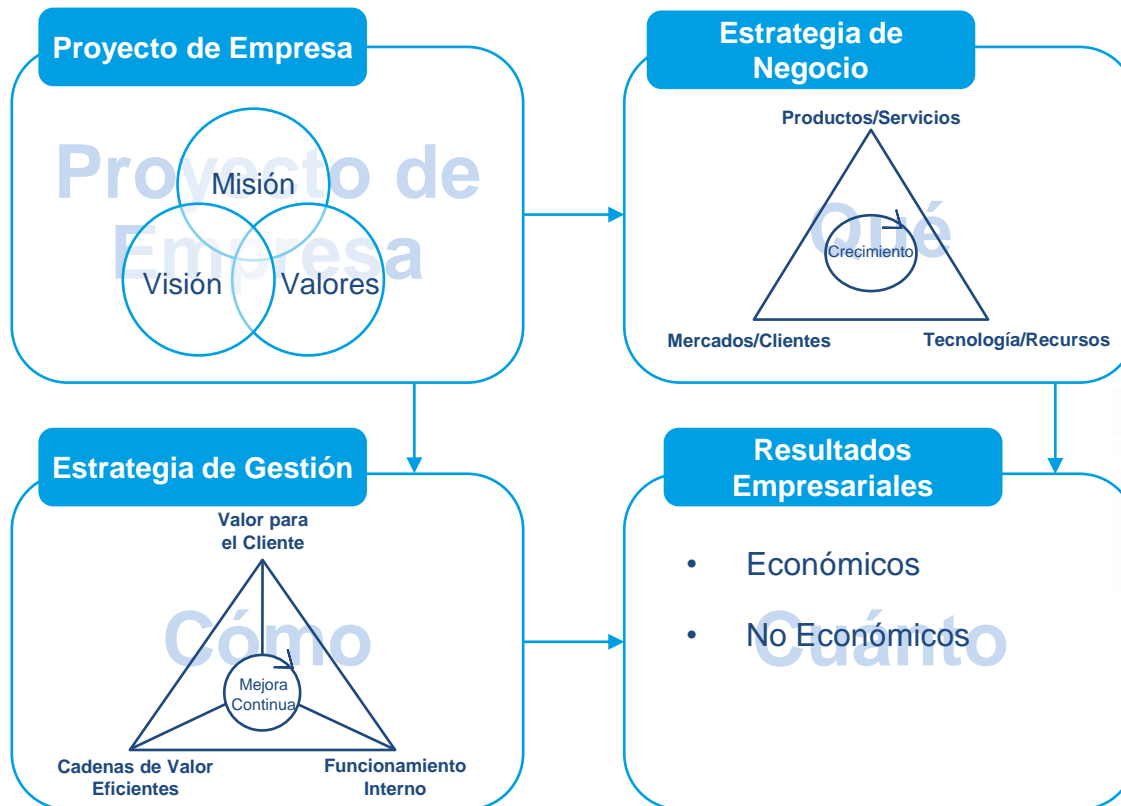 Proyecto de Empresa
Proyecto de
Empresa
Misión
Visión
Valores
Estrategia de
Negocio
Productos/Servicios
Qué
Crecimiento
Mercados/Clientes
Tecnología/Recursos
Estrategia de Gestión
Valor para
el Cliente
Cómo
Mejora
Continua
Cadenas de Valor
Eficientes
Funcionamiento
Interno
Resultados
Empresariales
• Económicos
• No Económicos
Cuánto